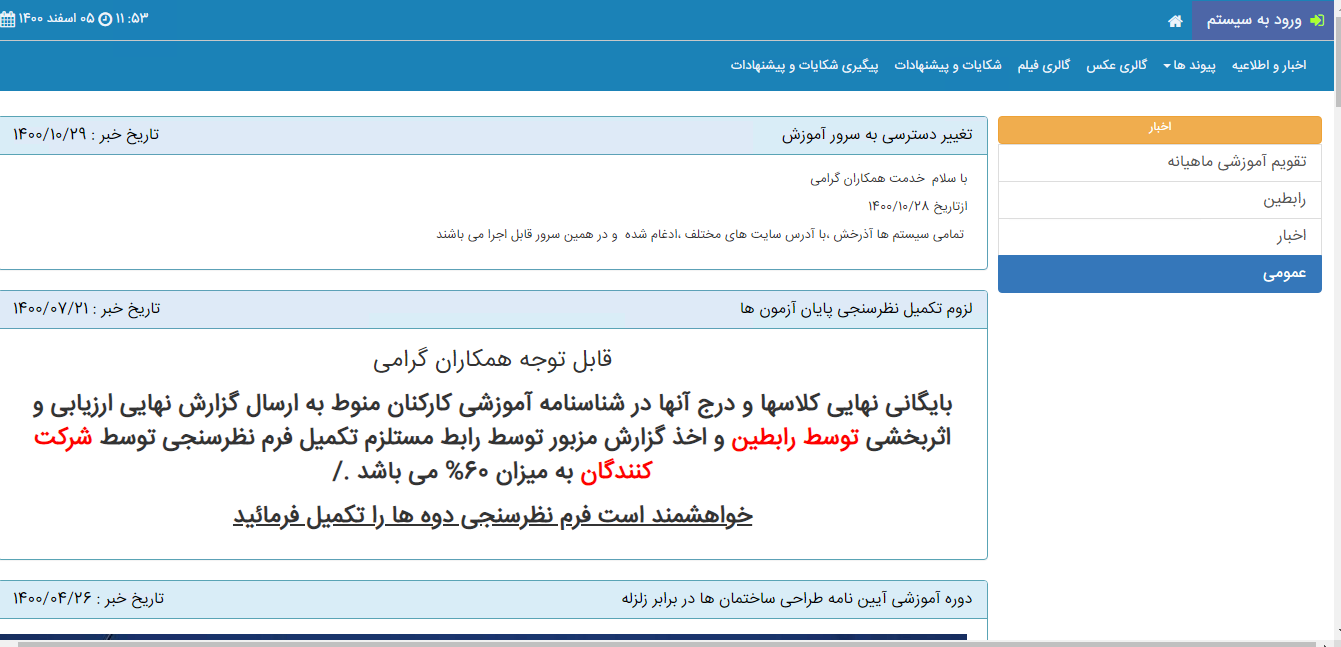 ورود به سیستم
۱۱:۵۳ ۰۵ اسفند ۱۴۰۰
اخبار و اطلاعیه پیوند ها گالری عکس گالری فیلم شکایات و پیشنهادات پیگیری شکایات و پیشنهادات
اخبار
تقویم آموزشی ماهیانه
رابطین
اخبار
عمومی
تغییر دسترسی به سرور آموزش تاریخ خبر : ۱۴۰۰/۱۰/۲۹
با سلام خدمت همکاران گرامی
ازتاریخ ۱۴۰۰/۱۰/۲۸
تمامی سیستم ها آذرخش ،با آدرس سایت های مختلف ،ادغام شده و در همین سرور قابل اجرا می باشند
لزوم تکمیل نظرسنجی پایان آزمون ها تاریخ خبر : ۱۴۰۰/۰۷/۲۱
قابل توجه همکاران گرامی
بایگانی نهایی کلاسها و درج آنها در شناسنامه آموزشی کارکنان منوط به ارسال گزارش نهایی ارزیابی و
اثربخشی توسط رابطین و اخذ گزارش مزبور توسط رابط مستلزم تکمیل فرم نظرسنجی توسط شرکت
کنندگان به میزان ۶۰% می باشد ./
خواهشمند است فرم نظرسنجی دوه ها را تکمیل فرمائید
دوره آموزشی آیین نامه طراحی ساختمان ها در برابر زلزله تاریخ خبر : ۱۴۰۰/۰۴/۲۶